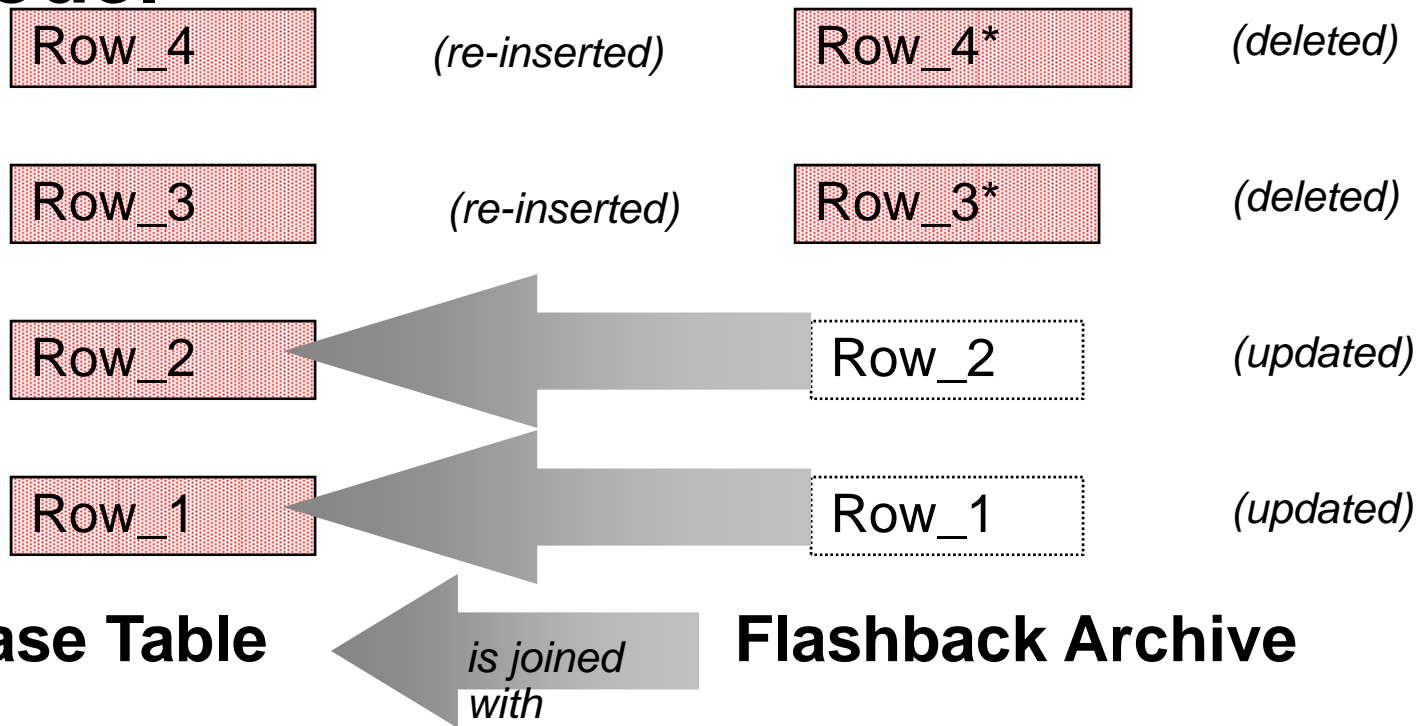 Row_4 (re-inserted) Row_4* (deleted)
Row_3 (re-inserted) Row_3* (deleted)
Row_2 Row_2 (updated)
Row_1 Row_1 (updated)
ase Table is joined with Flashback Archive